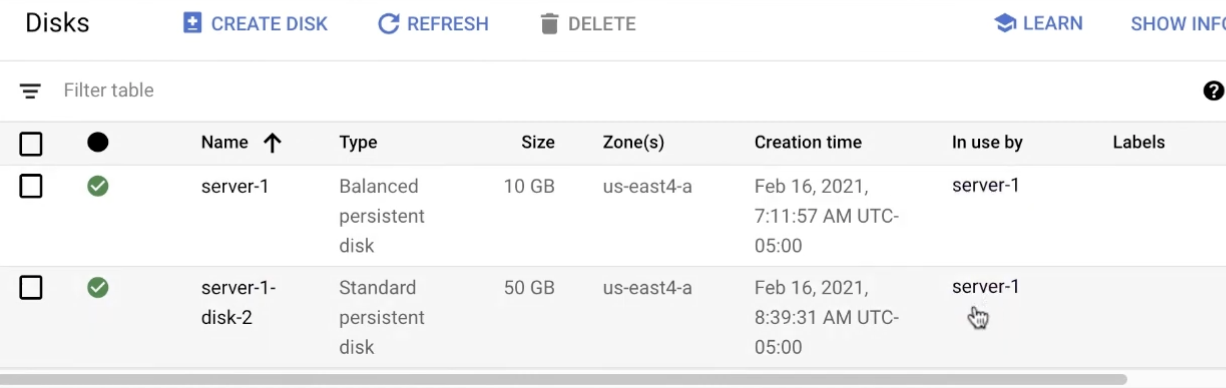 Disks CREATE DISK REFRESH DELETE LEARN SHOW INFO
Filter table
Name Type Size Zone(s) Creation time In use by Labels
server-1 Balanced 10 GB us-east4-a Feb 16, 2021, server-1
persistent 7:11:57 AM UTC-
disk 05:00
server-1- Standard 50 GB us-east4-a Feb 16, 2021, server-1
disk-2 persistent 8:39:31 AM UTC-
disk 05:00